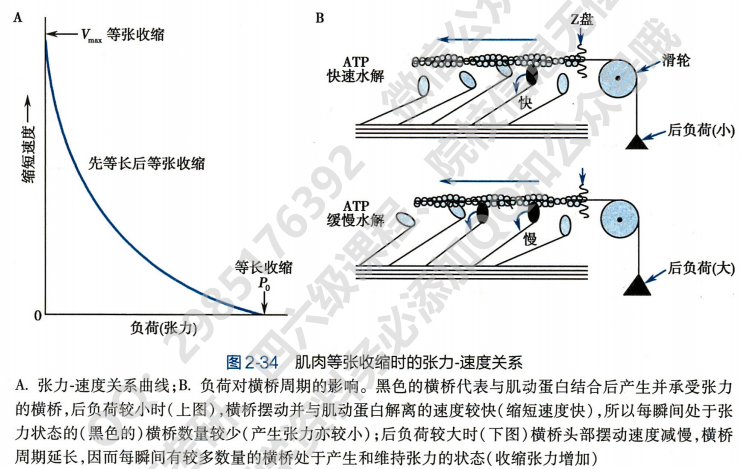 A
Vmax 等张收缩
缩短速度
先等长后等张收缩
等长收缩
P0
0
负荷(张力)
B
Z盘
ATP
快速水解
快
滑轮
后负荷(小)
ATP
缓慢水解
慢
后负荷(大)
图2-34 肌肉等张收缩时的张力-速度关系
A. 张力-速度关系曲线;B. 负荷对横桥周期的影响。黑色的横桥代表与肌动蛋白结合后产生并承受张力
的横桥,后负荷较小时(上图),横桥摆动并与肌动蛋白解离的速度较快(缩短速度快),所以每瞬间处于张
力状态的(黑色的)横桥数量较少(产生张力亦较小);后负荷较大时(下图)横桥头部摆动速度减慢,横桥
周期延长,因而每瞬间有较多数量的横桥处于产生和维持张力的状态(收缩张力增加)
QQ: 2985176392